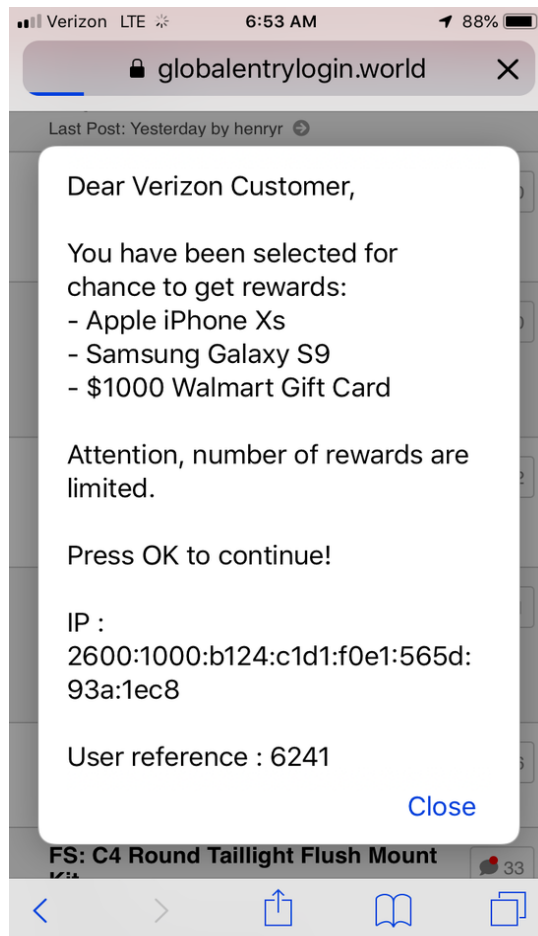 Verizon LTE 6:53 AM 88%
globalentrylogin.world
Last Post: Yesterday by henryr
Dear Verizon Customer,
You have been selected for
chance to get rewards:
- Apple iPhone Xs
- Samsung Galaxy S9
- $1000 Walmart Gift Card
Attention, number of rewards are
limited.
Press OK to continue!
IP :
2600:1000:b124:c1d1:f0e1:565d:
93a:1ec8
User reference : 6241
Close
FS: C4 Round Taillight Flush Mount
33